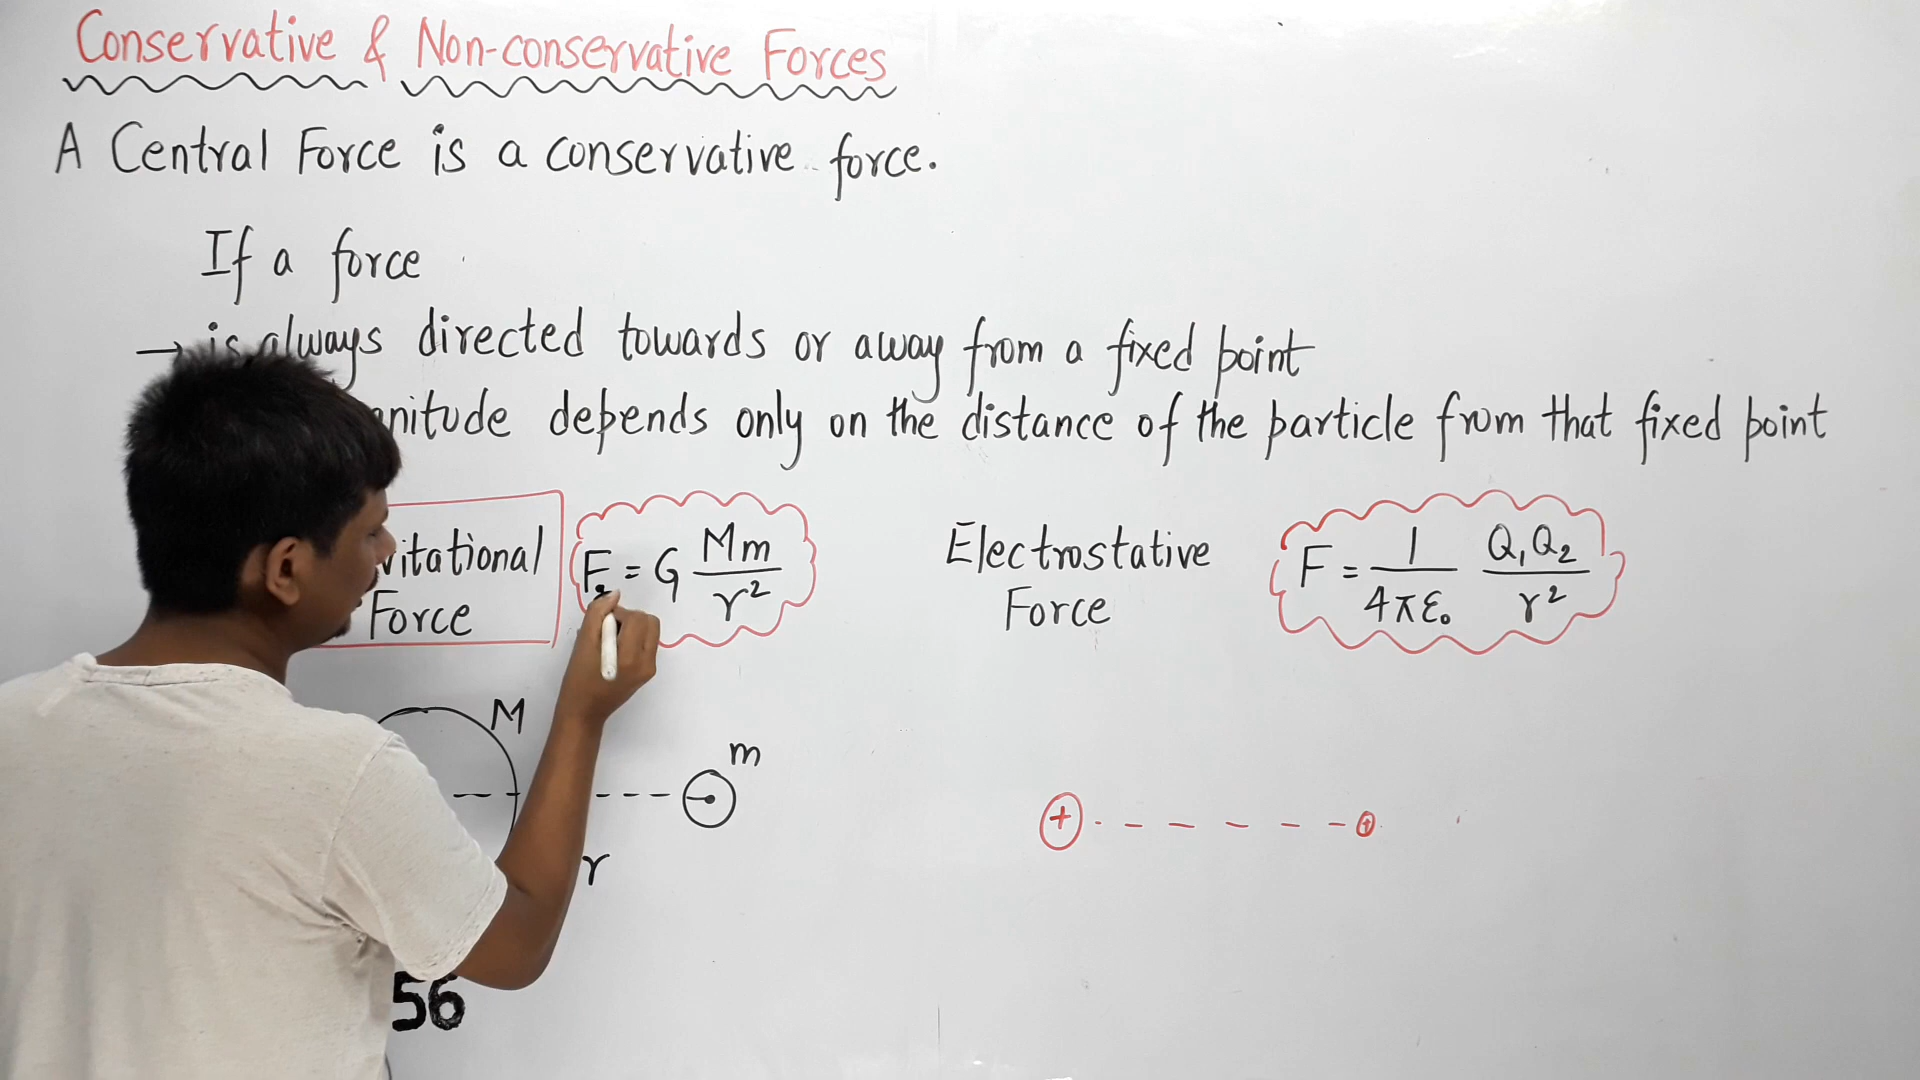 Conservative & Non-conservative Forces
A Central Force is a conservative force.
If a force
→ is always directed towards or away from a fixed point
nitude depends only on the distance of the particle from that fixed point
itational
Force
F = G Mm / r²
Electrostative
Force
F = 1 / 4πε₀ Q₁Q₂ / r²
M
m
r
+ +
56